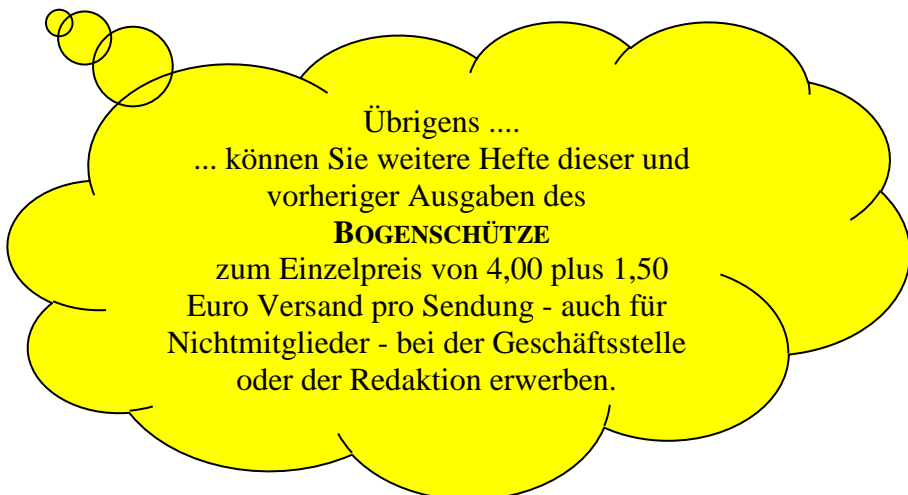 Übrigens ....
... können Sie weitere Hefte dieser und
vorheriger Ausgaben des
BOGENSCHÜTZE
zum Einzelpreis von 4,00 plus 1,50
Euro Versand pro Sendung - auch für
Nichtmitglieder - bei der Geschäftsstelle
oder der Redaktion erwerben.